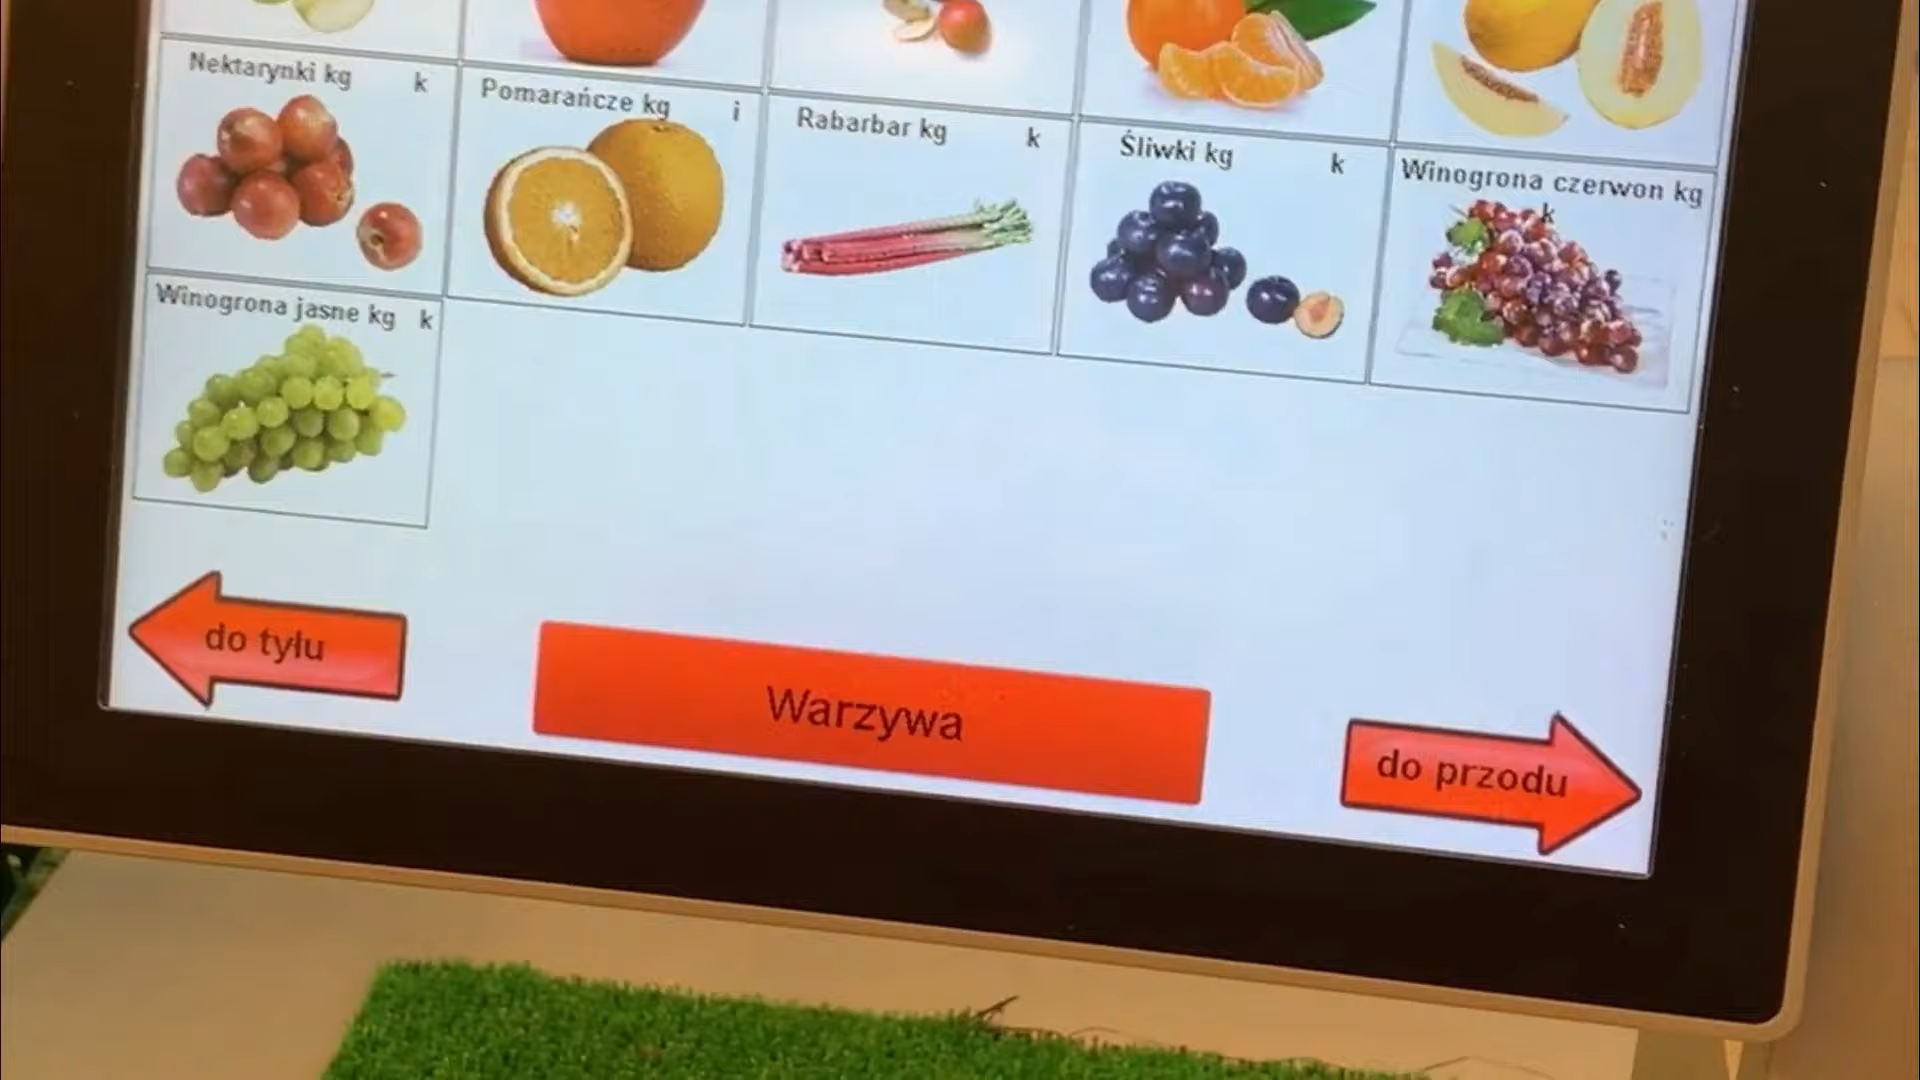 Nektarynki kg k
Pomarańcze kg i
Rabarbar kg k
Śliwki kg k
Winogrona czerwon kg
k
Winogrona jasne kg k
do tyłu
Warzywa
do przodu